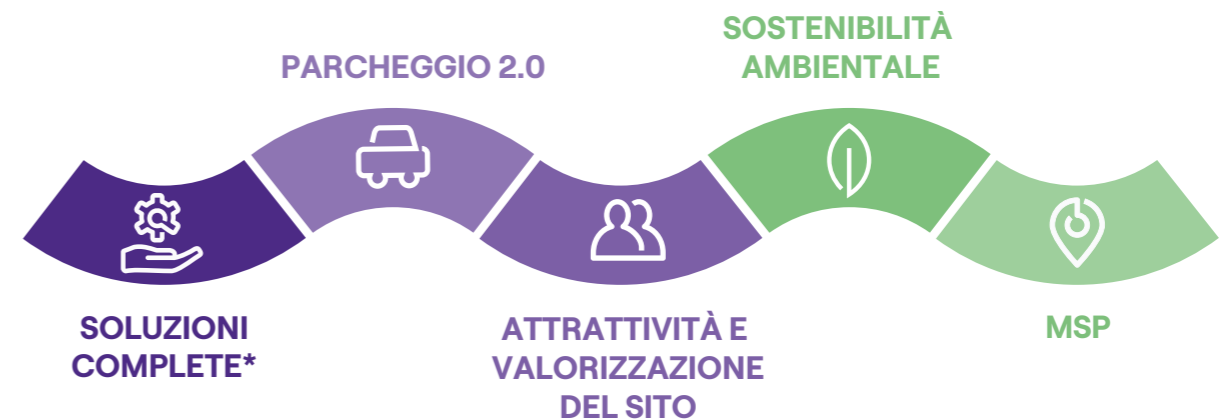 SOLUZIONI
COMPLETE*
PARCHEGGIO 2.0
ATTRATTIVITÀ E
VALORIZZAZIONE
DEL SITO
SOSTENIBILITÀ
AMBIENTALE
MSP